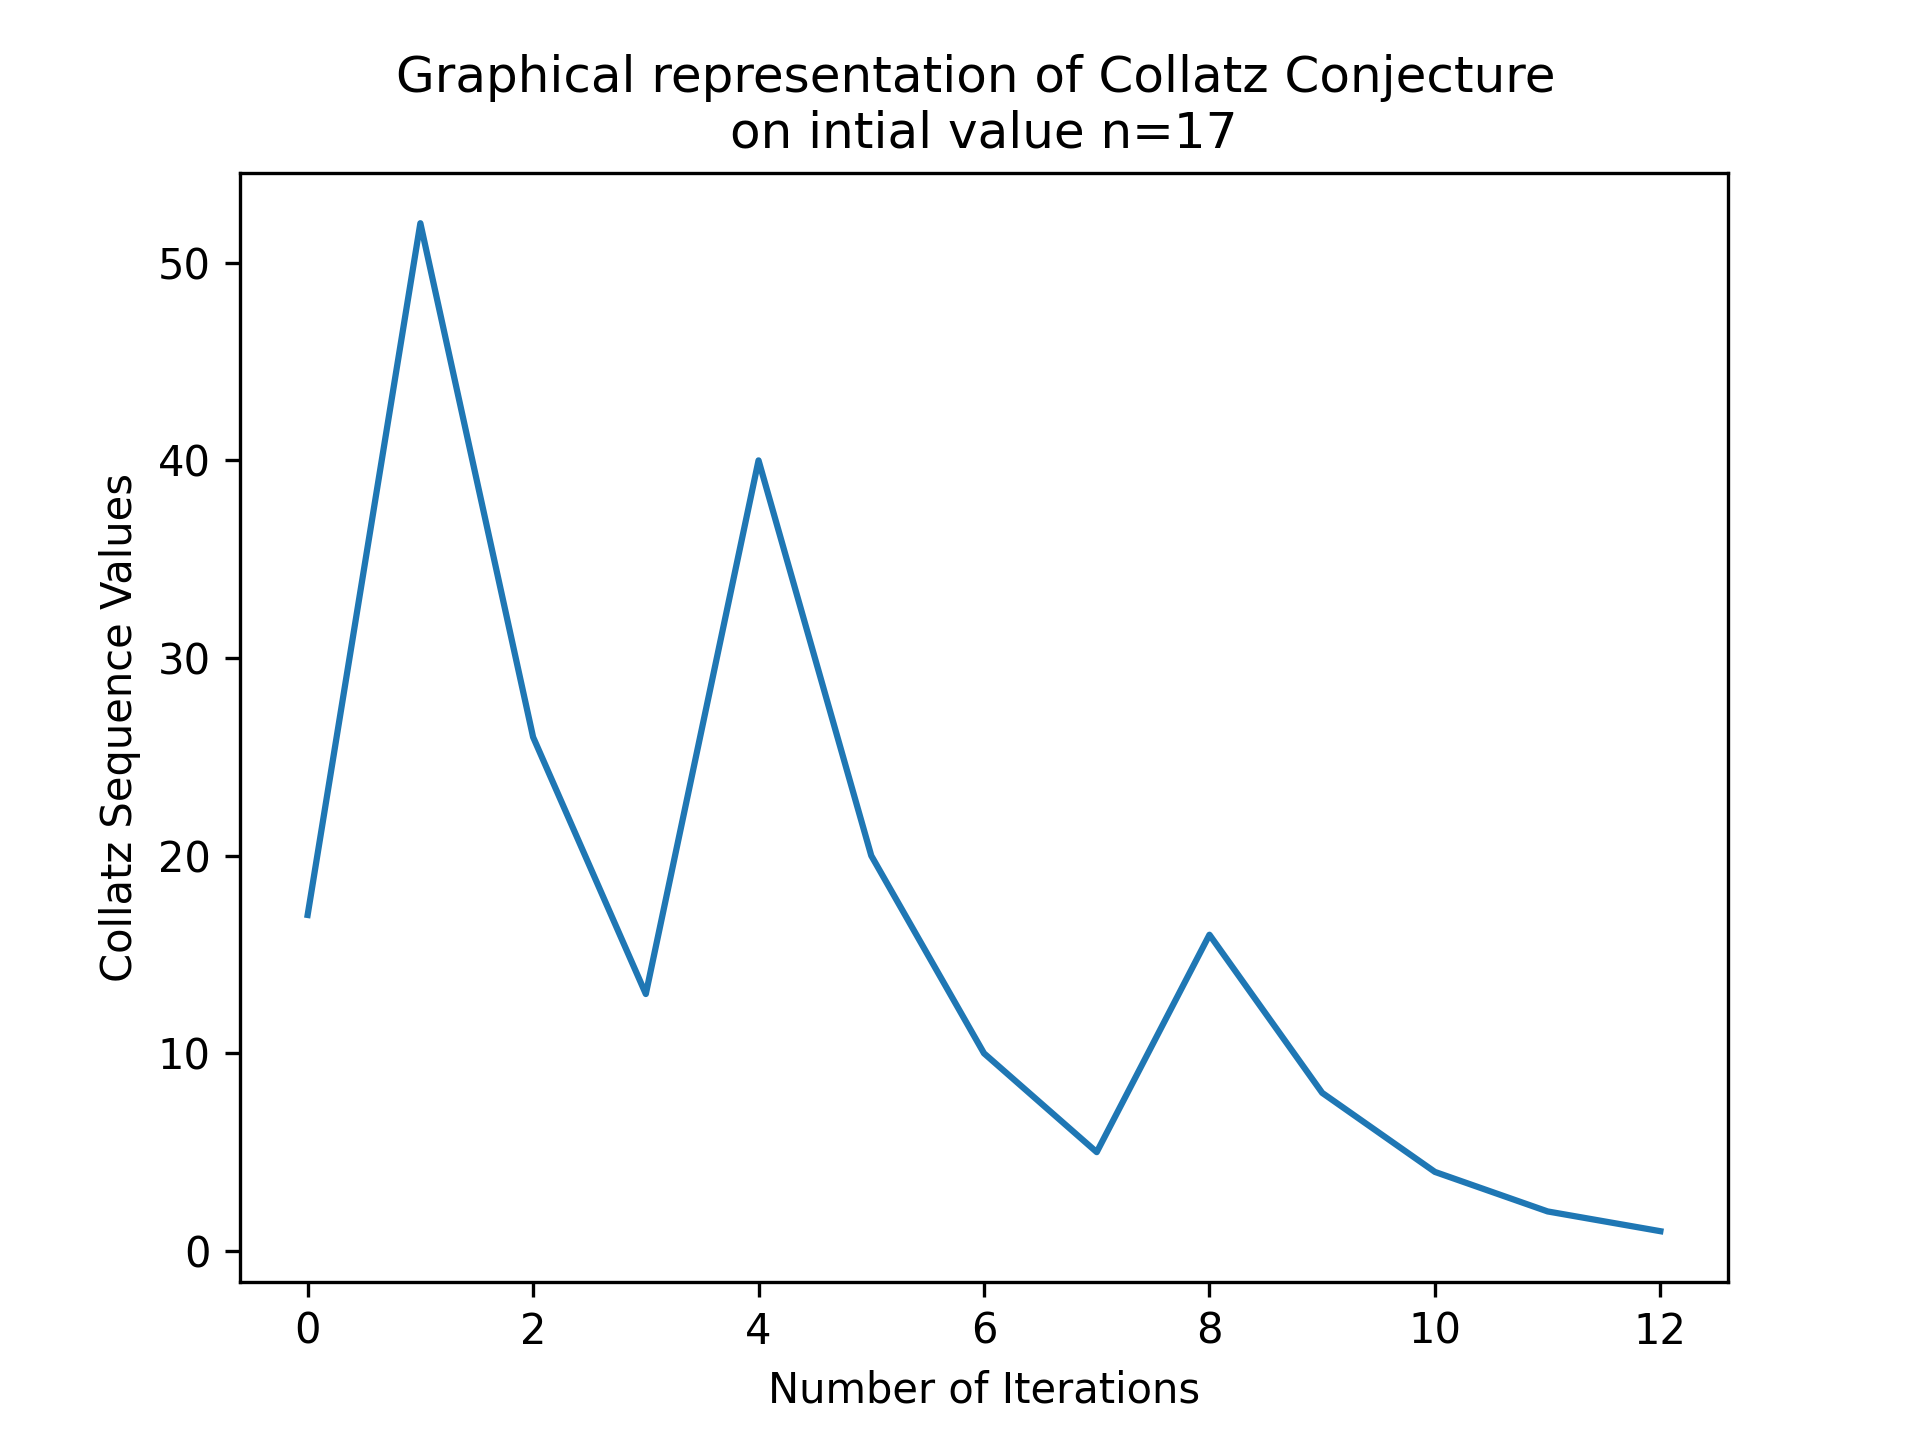 Graphical representation of Collatz Conjecture
on intial value n=17
Collatz Sequence Values
50
40
30
20
10
0
0 2 4 6 8 10 12
Number of Iterations